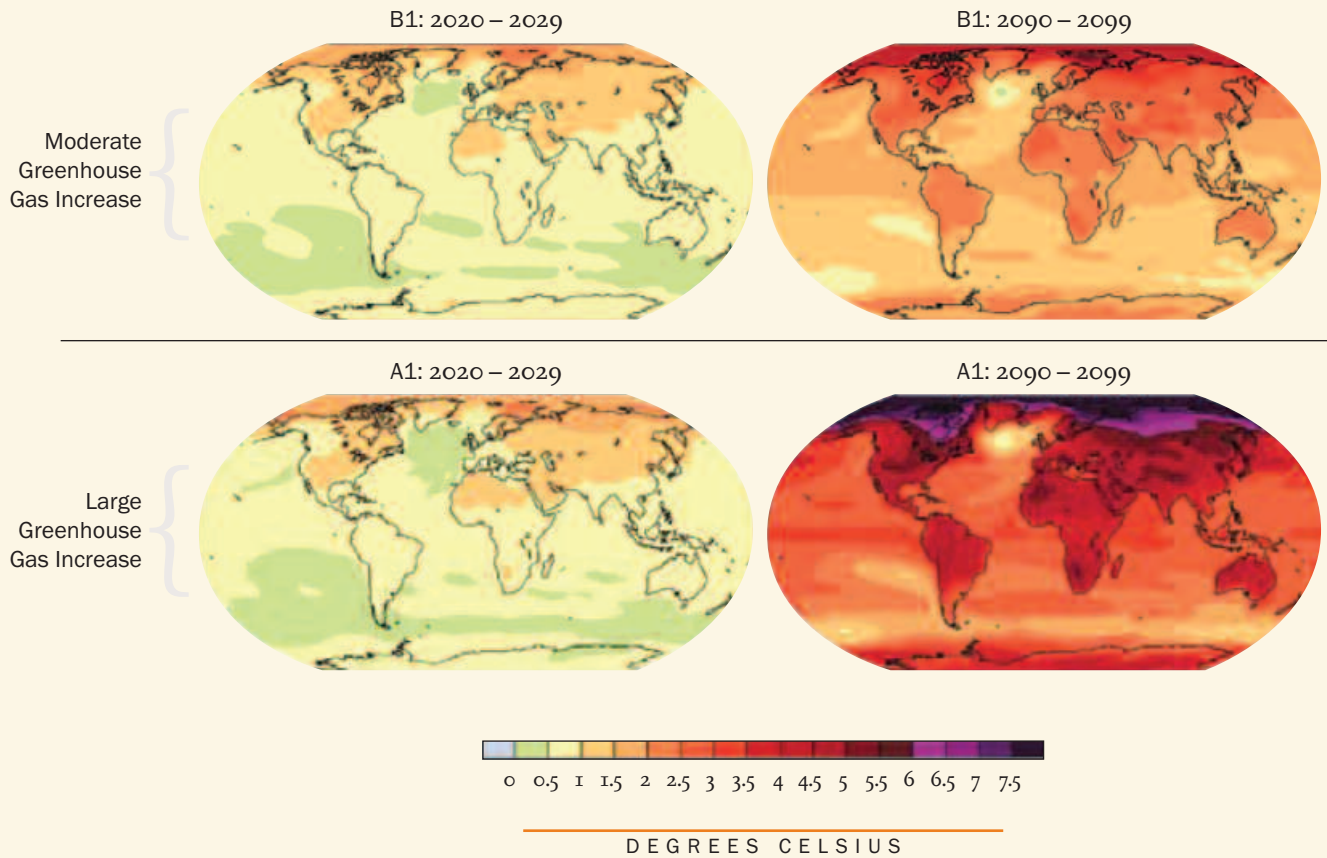 B1: 2020 – 2029
B1: 2090 – 2099
Moderate
Greenhouse
Gas Increase
A1: 2020 – 2029
A1: 2090 – 2099
Large
Greenhouse
Gas Increase
0 0.5 1 1.5 2 2.5 3 3.5 4 4.5 5 5.5 6 6.5 7 7.5
DEGREES CELSIUS